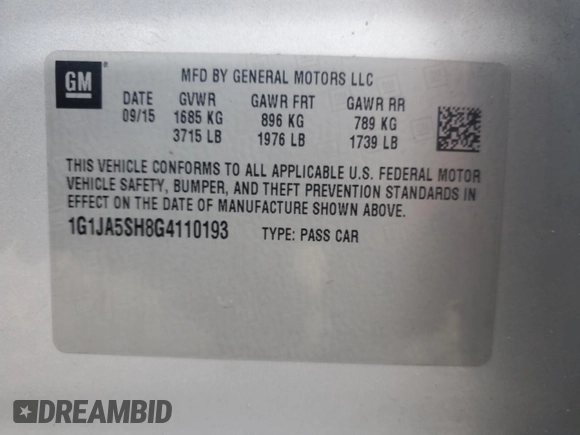 GM
®
MFD BY GENERAL MOTORS LLC
DATE GVWR GAWR FRT GAWR RR
09/15 1685 KG 896 KG 789 KG
3715 LB 1976 LB 1739 LB
THIS VEHICLE CONFORMS TO ALL APPLICABLE U.S. FEDERAL MOTOR
VEHICLE SAFETY, BUMPER, AND THEFT PREVENTION STANDARDS IN
EFFECT ON THE DATE OF MANUFACTURE SHOWN ABOVE.
1G1JA5SH8G4110193 TYPE: PASS CAR
DREAMBID